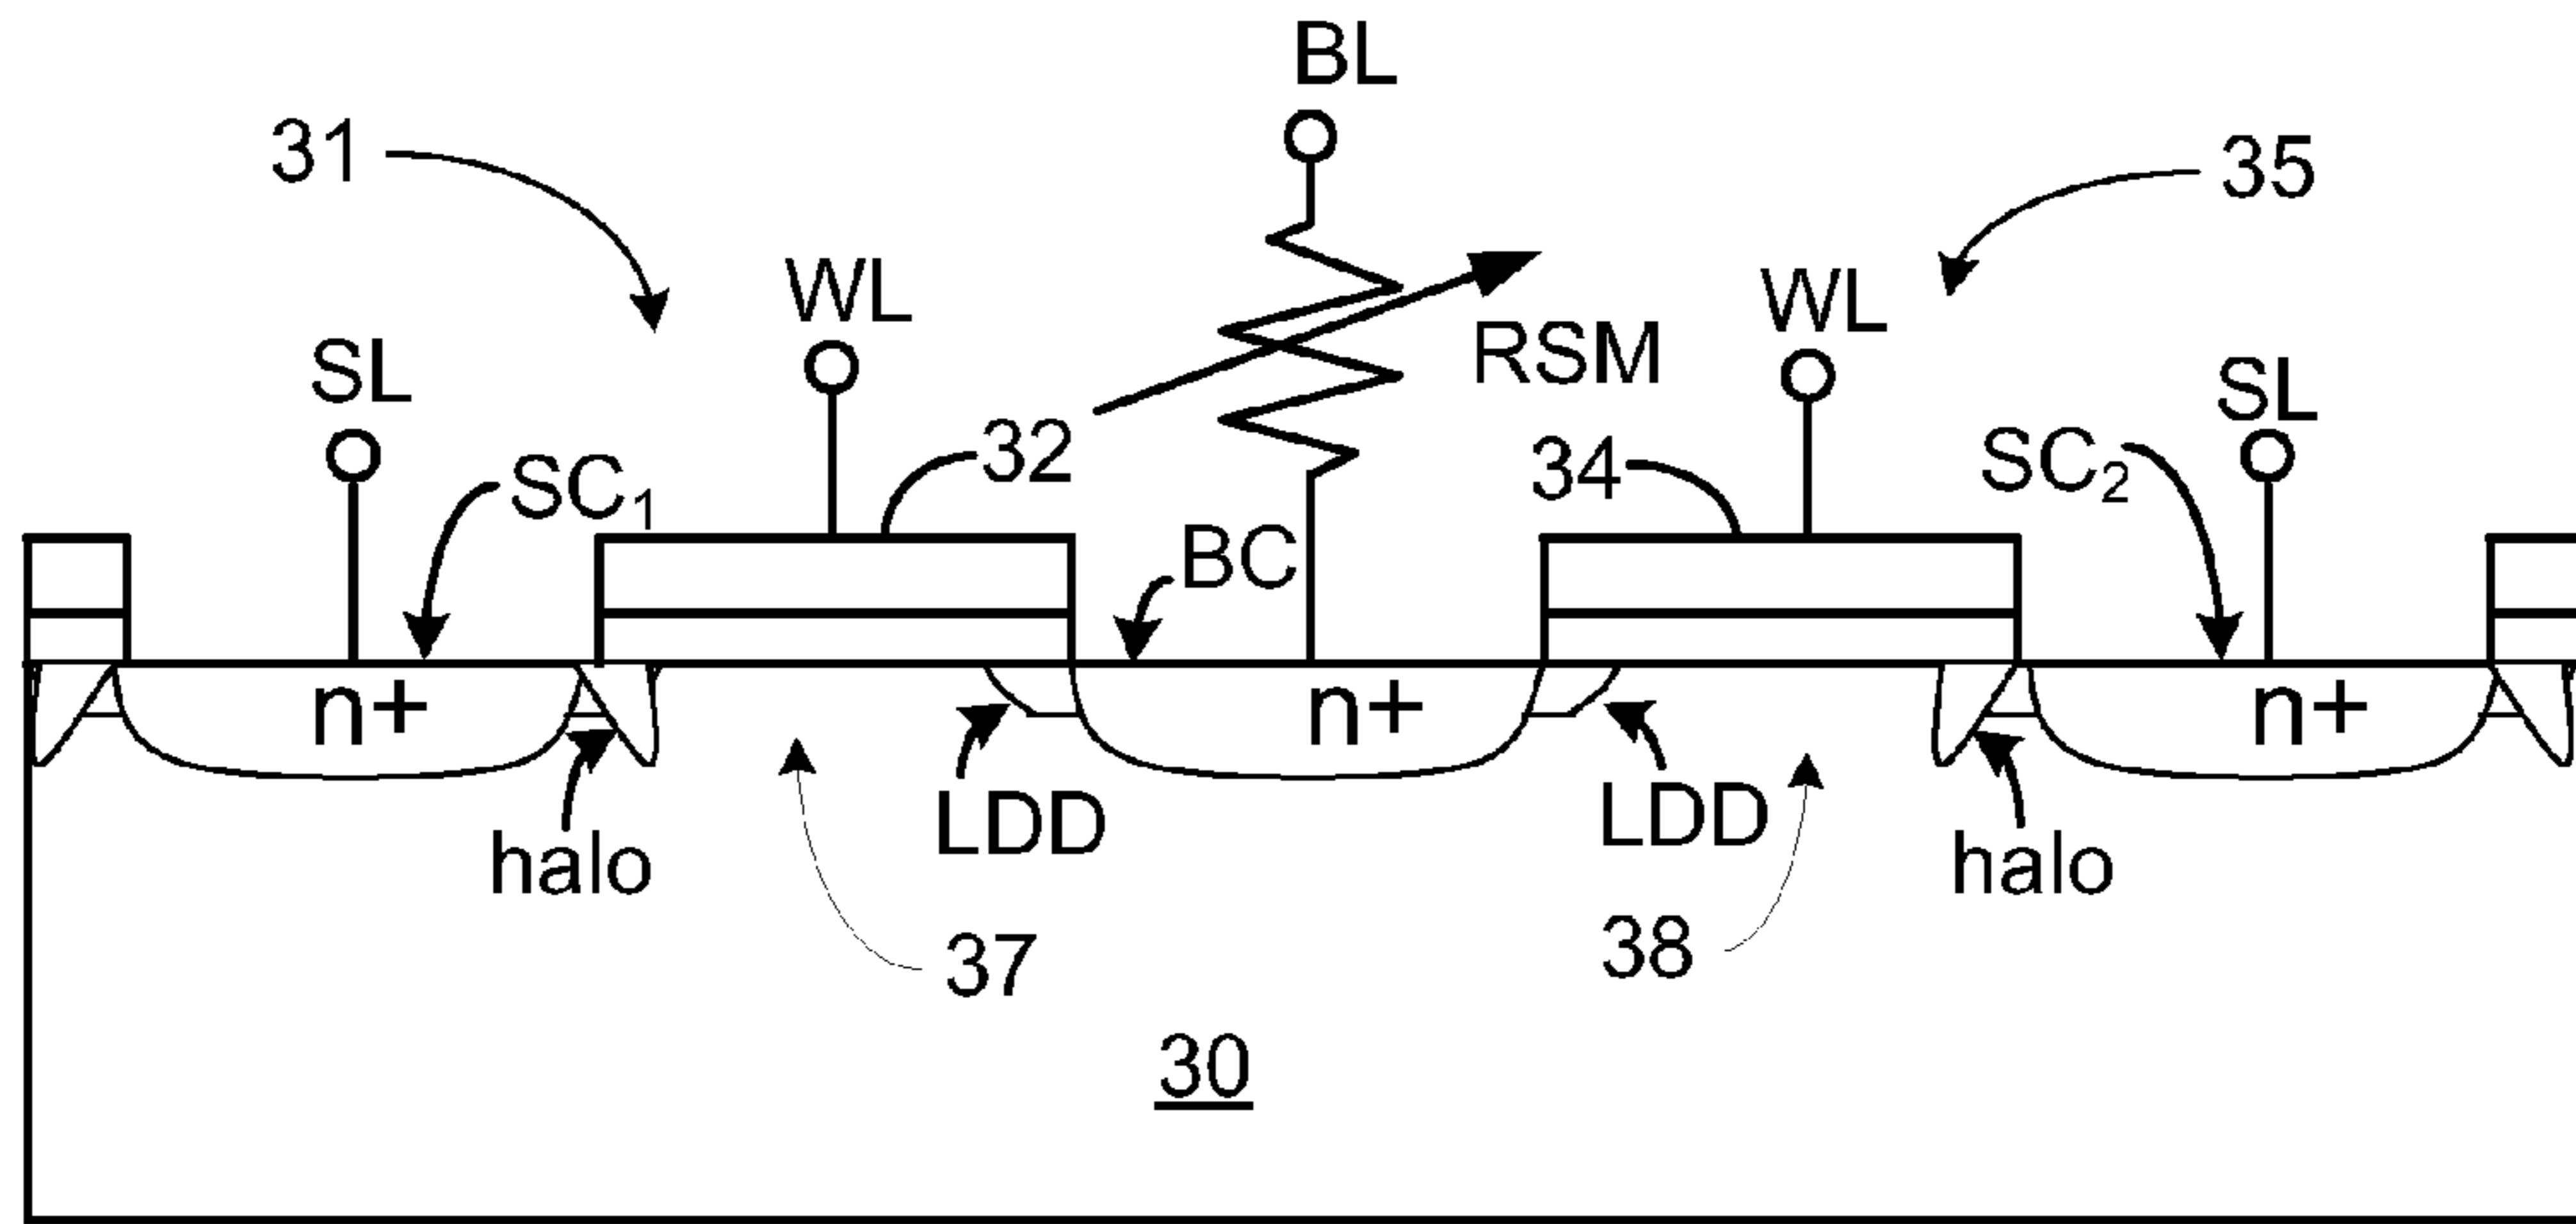 BL
31
35
WL
WL
RSM
SL
SL
32
34
SC₁
SC₂
BC
n+
n+
n+
LDD
LDD
halo
halo
37
38
30